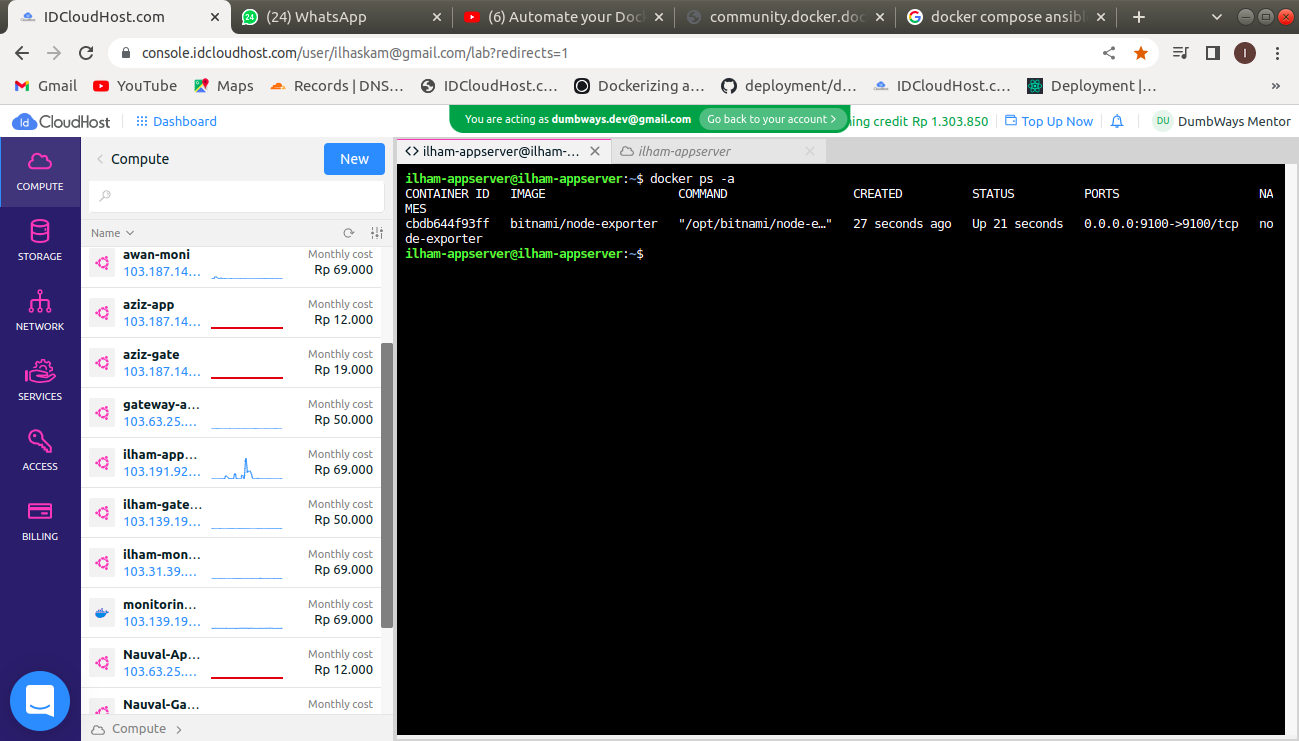 IDCloudHost.com
(24) WhatsApp
(6) Automate your Doc
community.docker.doc
docker compose ansibl
console.idcloudhost.com/user/ilhaskam@gmail.com/lab?redirects=1
I
Gmail
YouTube
Maps
Records | DNS...
IDCloudHost.c...
Dockerizing a...
deployment/d...
IDCloudHost.c...
Deployment |...
»
Id CloudHost
Dashboard
You are acting as dumbways.dev@gmail.com
Go back to your account >
ning credit Rp 1.303.850
Top Up Now
DU
DumbWays Mentor
COMPUTE
STORAGE
NETWORK
SERVICES
ACCESS
BILLING
Compute
New
Name
awan-moni
Monthly cost
103.187.14...
Rp 69.000
aziz-app
Monthly cost
103.187.14...
Rp 12.000
aziz-gate
Monthly cost
103.187.14...
Rp 19.000
gateway-a...
Monthly cost
103.63.25....
Rp 50.000
ilham-app...
Monthly cost
103.191.92...
Rp 69.000
ilham-gate...
Monthly cost
103.139.19...
Rp 50.000
ilham-mon...
Monthly cost
103.31.39....
Rp 69.000
monitorin...
Monthly cost
103.139.19...
Rp 69.000
Nauval-Ap...
Monthly cost
103.63.25....
Rp 12.000
Nauval-Ga...
Monthly cost
Compute >
<> ilham-appserver@ilham-...
ilham-appserver
ilham-appserver@ilham-appserver:~$ docker ps -a
CONTAINER ID   IMAGE                   COMMAND                  CREATED          STATUS          PORTS                    NA
MES
cbdb644f93ff   bitnami/node-exporter   "/opt/bitnami/node-e…"   27 seconds ago   Up 21 seconds   0.0.0.0:9100->9100/tcp   no
de-exporter
ilham-appserver@ilham-appserver:~$